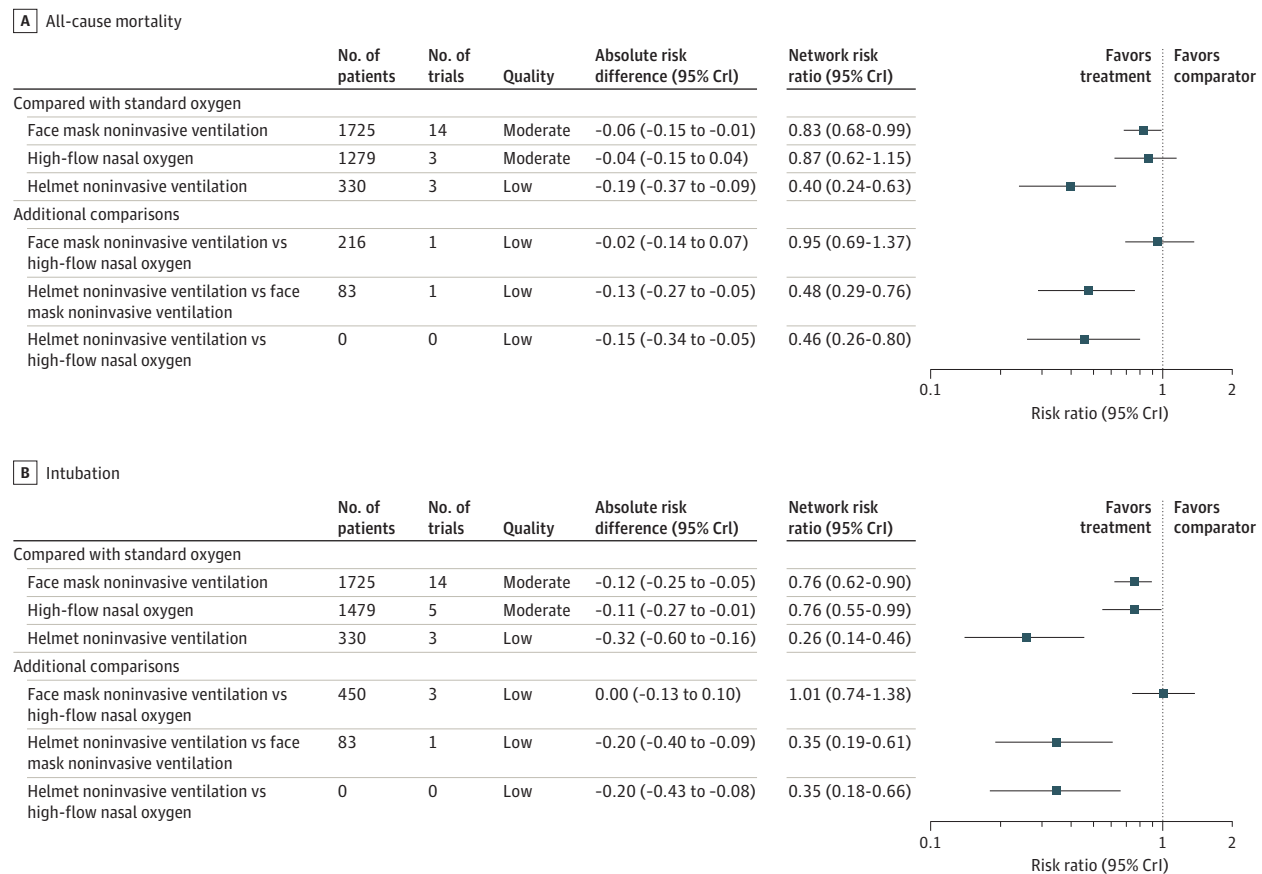 A All-cause mortality
No. of patients No. of trials Quality Absolute risk difference (95% Crl) Network risk ratio (95% CrI) Favors treatment Favors comparator
Compared with standard oxygen
Face mask noninvasive ventilation 1725 14 Moderate -0.06 (-0.15 to -0.01) 0.83 (0.68-0.99)
High-flow nasal oxygen 1279 3 Moderate -0.04 (-0.15 to 0.04) 0.87 (0.62-1.15)
Helmet noninvasive ventilation 330 3 Low -0.19 (-0.37 to -0.09) 0.40 (0.24-0.63)
Additional comparisons
Face mask noninvasive ventilation vs 216 1 Low -0.02 (-0.14 to 0.07) 0.95 (0.69-1.37)
high-flow nasal oxygen
Helmet noninvasive ventilation vs face 83 1 Low -0.13 (-0.27 to -0.05) 0.48 (0.29-0.76)
mask noninvasive ventilation
Helmet noninvasive ventilation vs 0 0 Low -0.15 (-0.34 to -0.05) 0.46 (0.26-0.80)
high-flow nasal oxygen
0.1 1 2
Risk ratio (95% CrI)
B Intubation
No. of patients No. of trials Quality Absolute risk difference (95% Crl) Network risk ratio (95% CrI) Favors treatment Favors comparator
Compared with standard oxygen
Face mask noninvasive ventilation 1725 14 Moderate -0.12 (-0.25 to -0.05) 0.76 (0.62-0.90)
High-flow nasal oxygen 1479 5 Moderate -0.11 (-0.27 to -0.01) 0.76 (0.55-0.99)
Helmet noninvasive ventilation 330 3 Low -0.32 (-0.60 to -0.16) 0.26 (0.14-0.46)
Additional comparisons
Face mask noninvasive ventilation vs 450 3 Low 0.00 (-0.13 to 0.10) 1.01 (0.74-1.38)
high-flow nasal oxygen
Helmet noninvasive ventilation vs face 83 1 Low -0.20 (-0.40 to -0.09) 0.35 (0.19-0.61)
mask noninvasive ventilation
Helmet noninvasive ventilation vs 0 0 Low -0.20 (-0.43 to -0.08) 0.35 (0.18-0.66)
high-flow nasal oxygen
0.1 1 2
Risk ratio (95% CrI)